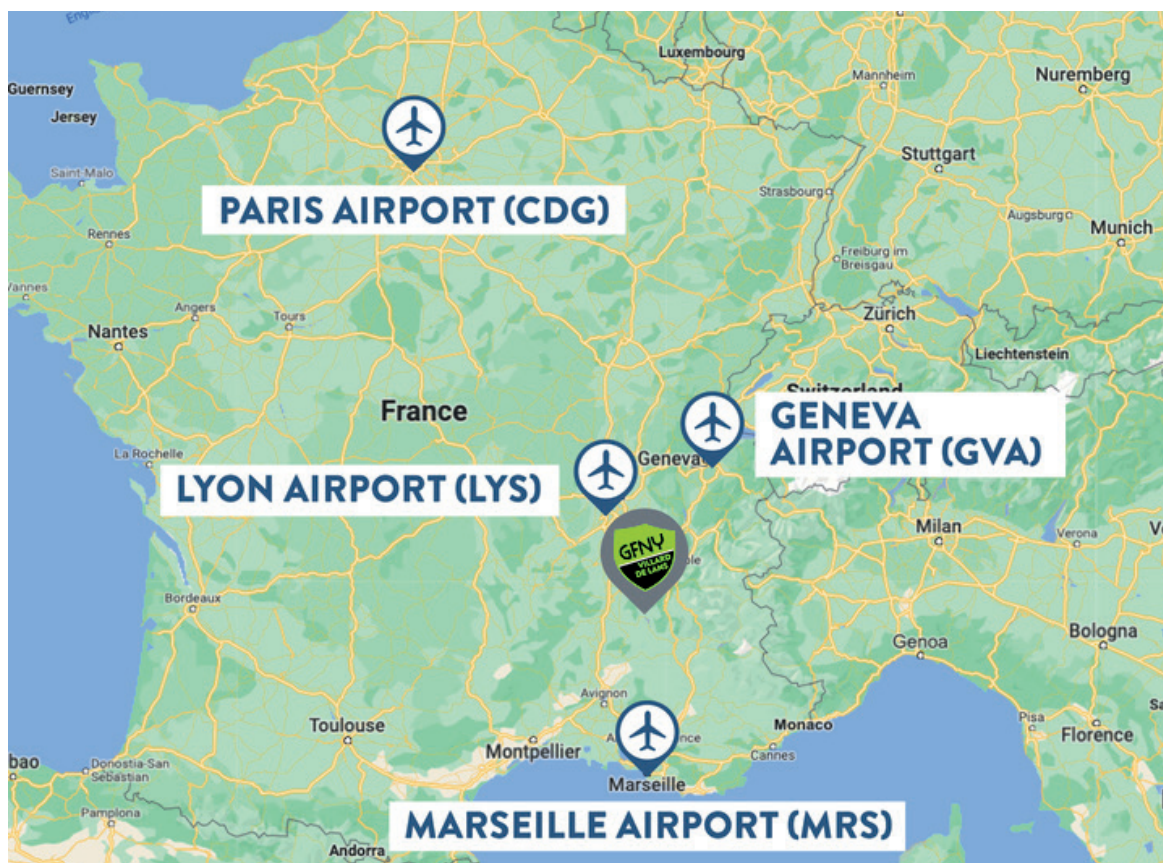 Luxembourg
Guernsey
Jersey
Mannheim
Nuremberg
Saint-Malo
Stuttgart
Strasbourg
PARIS AIRPORT (CDG)
Rennes
Augsburg
Munich
Freiburg im
Breisgau
Vannes
Angers
Tours
Nantes
Zürich
Liechtenstein
Switzerland
France
GENEVA
AIRPORT (GVA)
La Rochelle
Geneva
LYON AIRPORT (LYS)
GFNY
VILLARD
DE LANS
Milan
Verona
Bordeaux
Genoa
Bologna
Avignon
Toulouse
Montpellier
Monaco
Cannes
Pisa
Florence
Donostia-San
Sebastián
Marseille
Pamplona
MARSEILLE AIRPORT (MRS)
Andorra